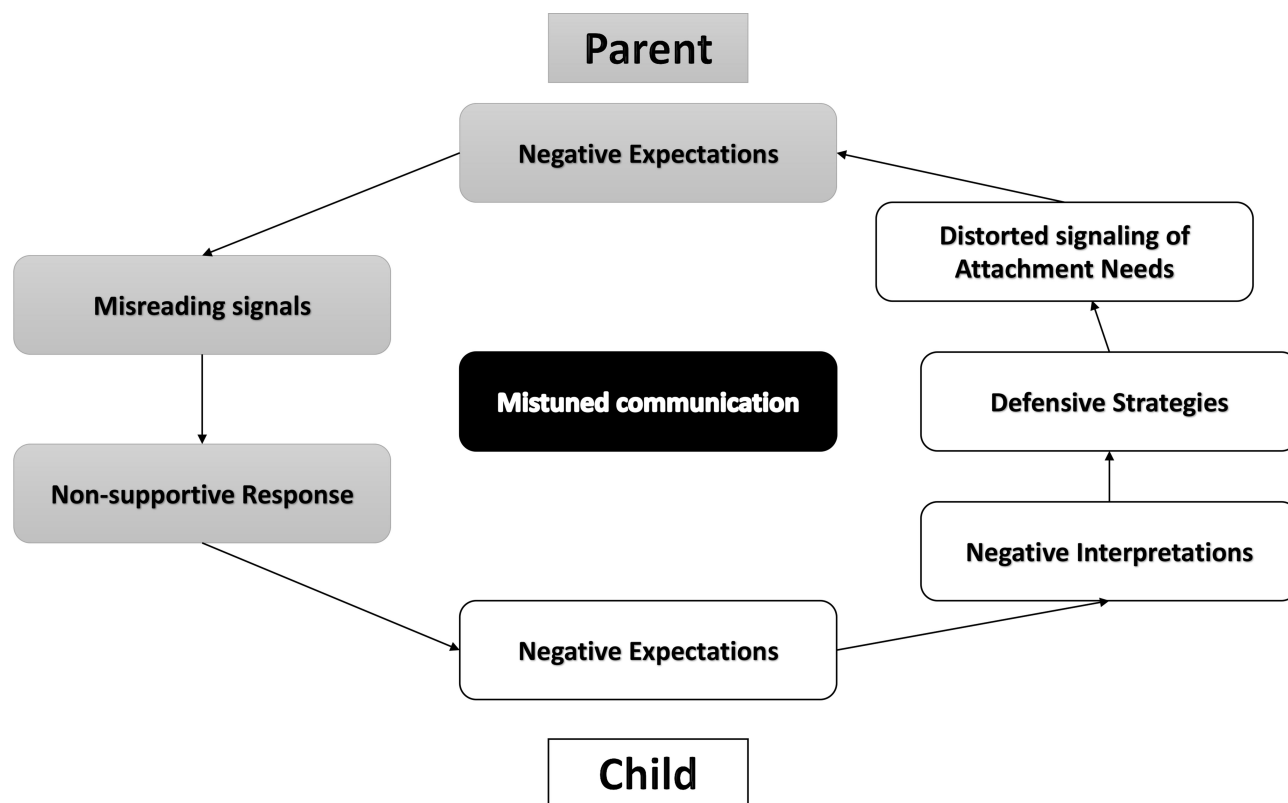 Parent
Negative Expectations
Distorted signaling of
Attachment Needs
Misreading signals
Mistuned communication
Defensive Strategies
Non-supportive Response
Negative Interpretations
Negative Expectations
Child